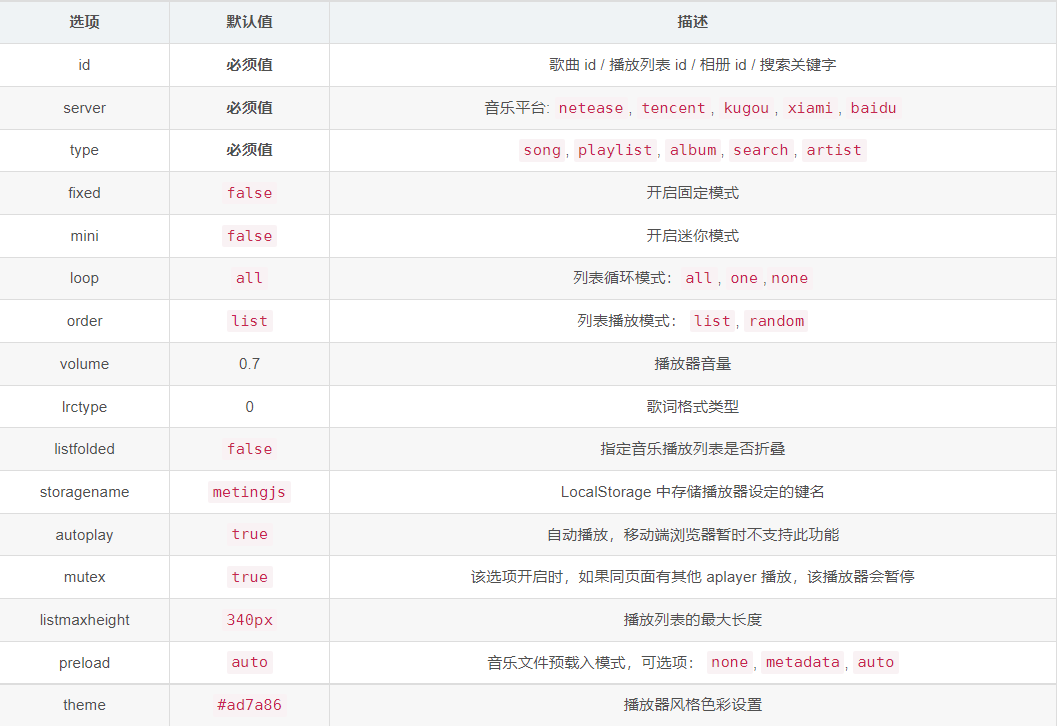 选项 默认值 描述
id 必须值 歌曲 id / 播放列表 id / 相册 id / 搜索关键字
server 必须值 音乐平台: netease , tencent , kugou , xiami , baidu
type 必须值 song , playlist , album , search , artist
fixed false 开启固定模式
mini false 开启迷你模式
loop all 列表循环模式： all , one , none
order list 列表播放模式： list , random
volume 0.7 播放器音量
lrctype 0 歌词格式类型
listfolded false 指定音乐播放列表是否折叠
storagename metingjs LocalStorage 中存储播放器设定的键名
autoplay true 自动播放，移动端浏览器暂时不支持此功能
mutex true 该选项开启时，如果同页面有其他 aplayer 播放，该播放器会暂停
listmaxheight 340px 播放列表的最大长度
preload auto 音乐文件预载入模式，可选项： none , metadata , auto
theme #ad7a86 播放器风格色彩设置